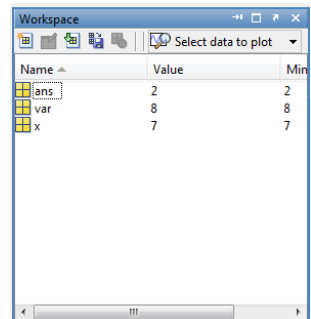 Workspace
Select data to plot
Name Value Min
ans 2 2
var 8 8
x 7 7